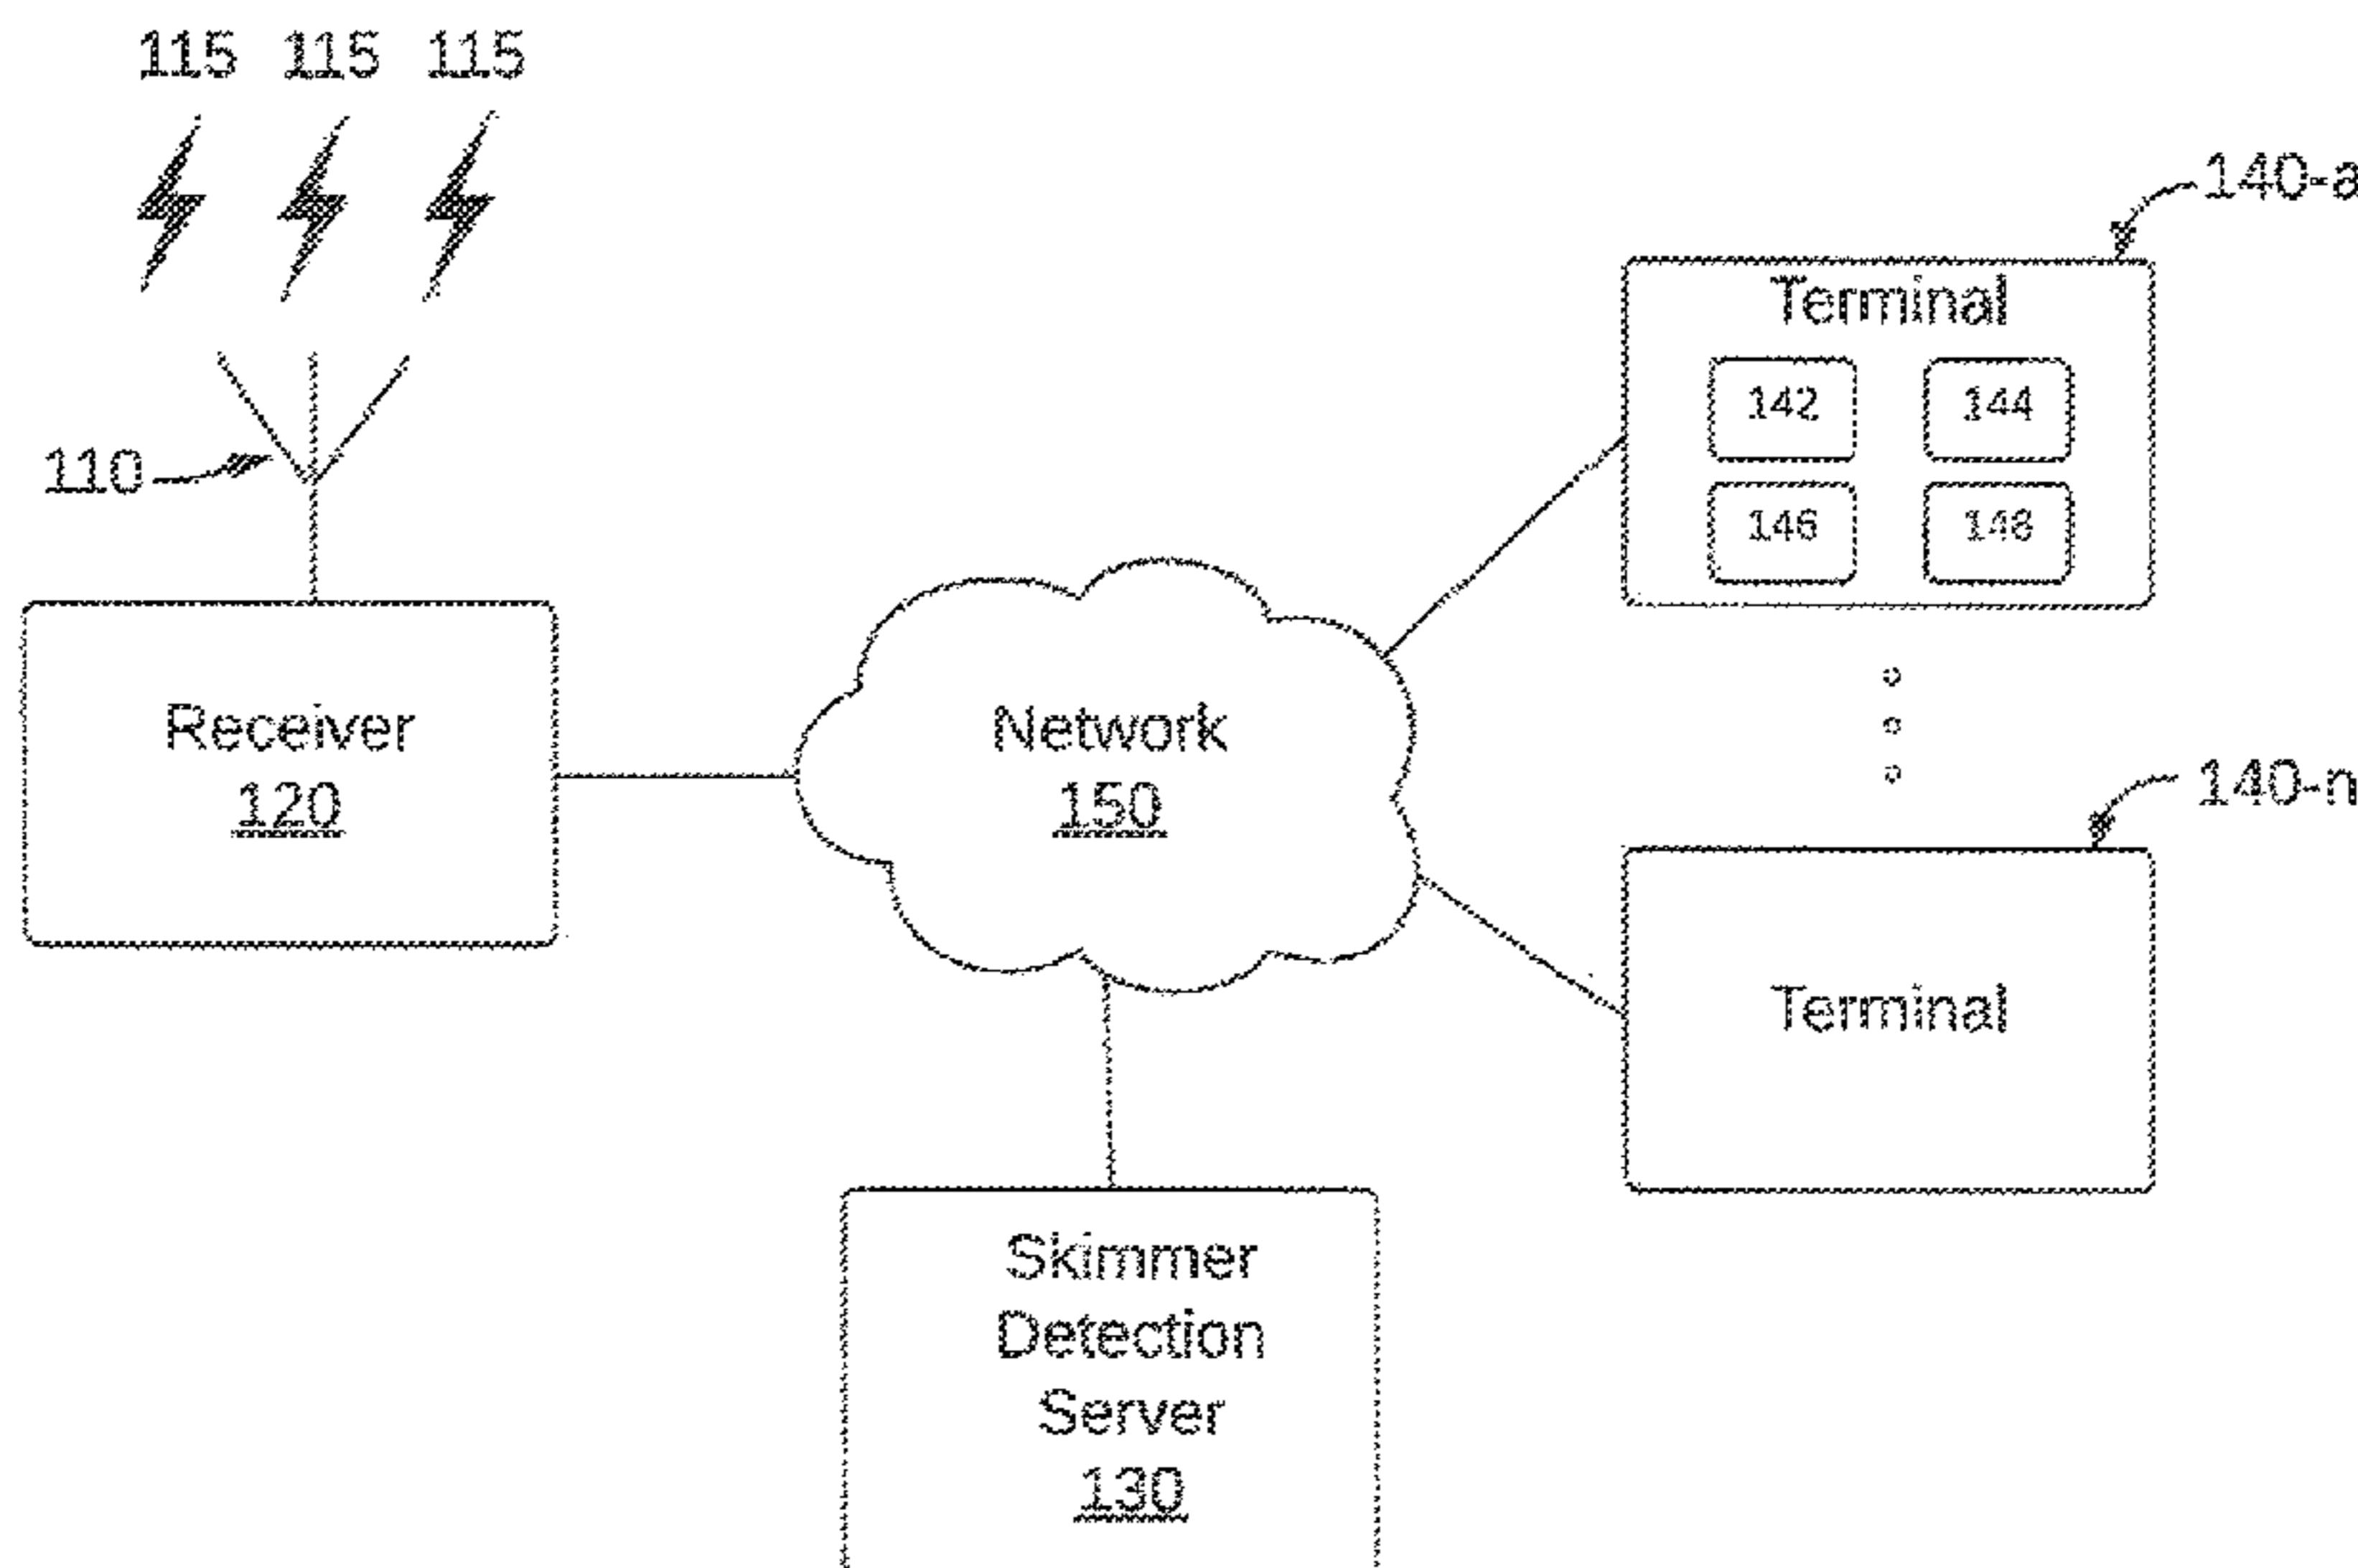 115 115 115
140-a
Terminal
142 144
110
146 148
Receiver
120
Network
150
140-n
Terminal
Skimmer
Detection
Server
130